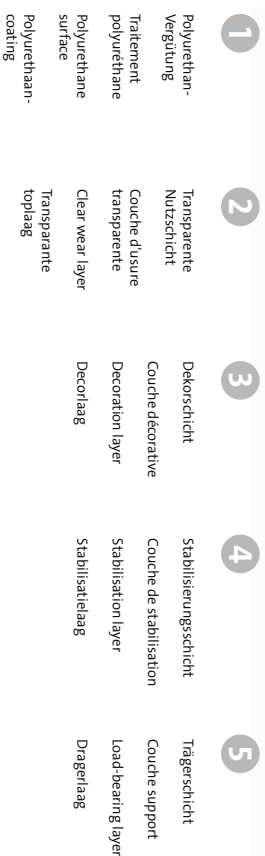 1
Polyurethan-
Vergütung
Traitement
polyuréthane
Polyurethane
surface
Polyurethaan-
coating
2
Transparente
Nutzschicht
Couche d'usure
transparente
Clear wear layer
Transparante
toplaag
3
Dekorschicht
Couche décorative
Decoration layer
Decorlaag
4
Stabilisierungsschicht
Couche de stabilisation
Stabilisation layer
Stabilisatielaag
5
Trägerschicht
Couche support
Load-bearing layer
Dragerlaag